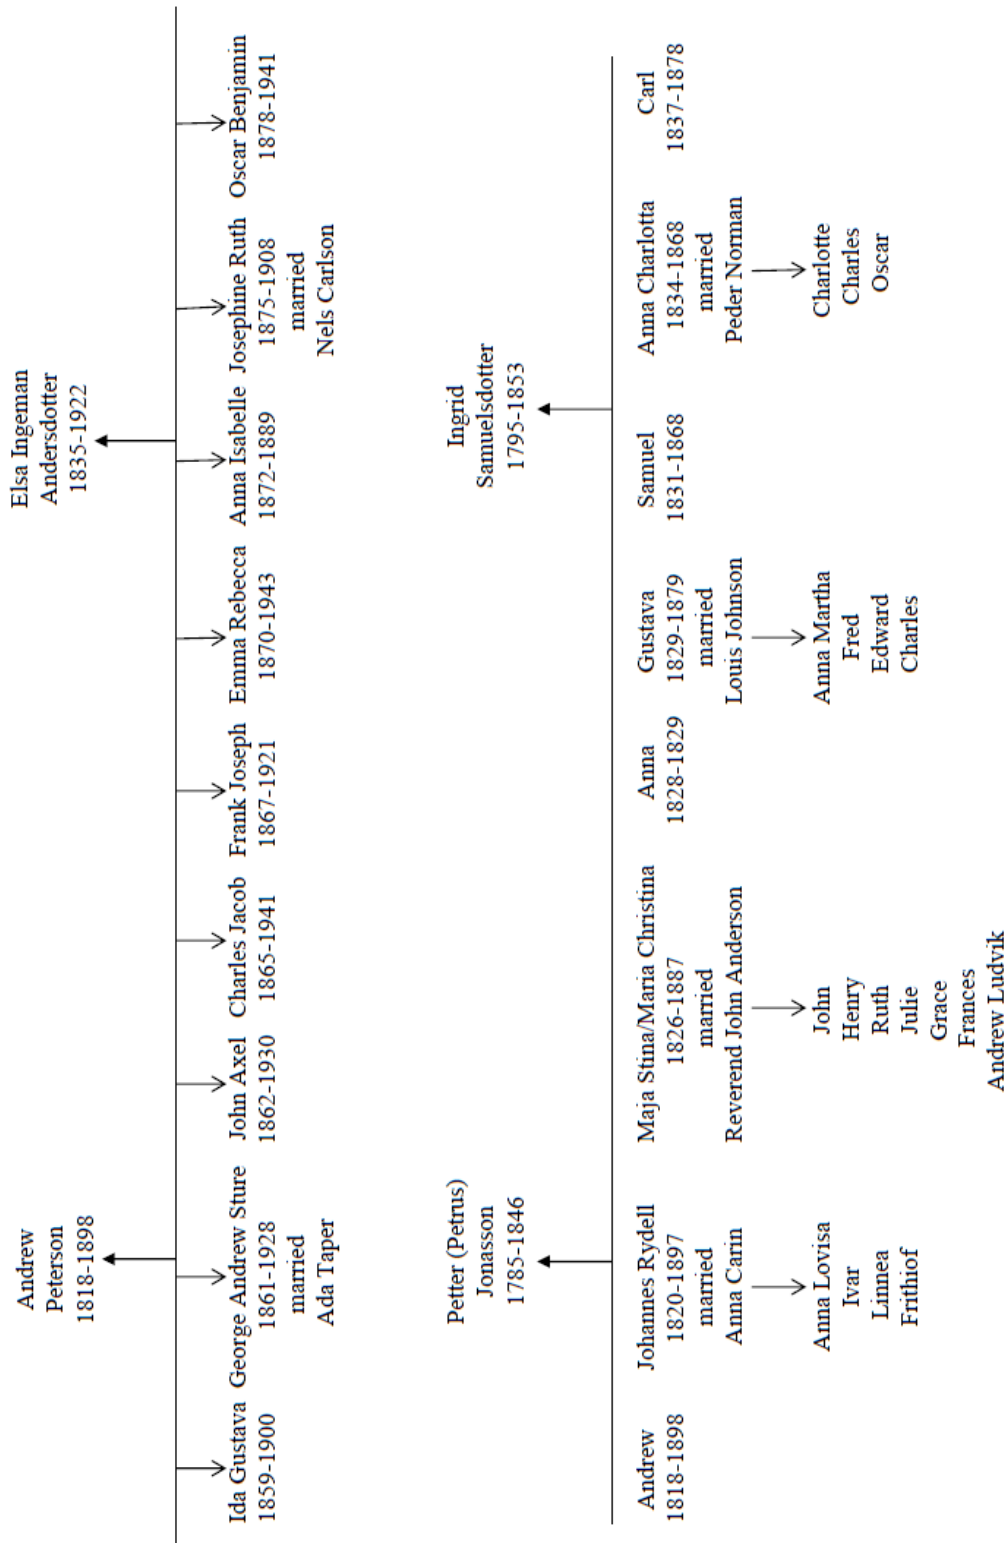 Andrew
Peterson
1818-1898
Elsa Ingeman
Andersdotter
1835-1922
Ida Gustava
1859-1900
George Andrew Sture
1861-1928
married
Ada Taper
John Axel
1862-1930
Charles Jacob
1865-1941
Frank Joseph
1867-1921
Emma Rebecca
1870-1943
Anna Isabelle
1872-1889
Josephine Ruth
1875-1908
married
Nels Carlson
Oscar Benjamin
1878-1941
Petter (Petrus)
Jonasson
1785-1846
Ingrid
Samuelsdotter
1795-1853
Andrew
1818-1898
Johannes Rydell
1820-1897
married
Anna Carin
Anna Lovisa
Ivar
Linnea
Frithiof
Maja Stina/Maria Christina
1826-1887
married
Reverend John Anderson
John
Henry
Ruth
Julie
Grace
Frances
Andrew Ludvik
Anna
1828-1829
Gustava
1829-1879
married
Louis Johnson
Anna Martha
Fred
Edward
Charles
Samuel
1831-1868
Anna Charlotta
1834-1868
married
Peder Norman
Charlotte
Charles
Oscar
Carl
1837-1878